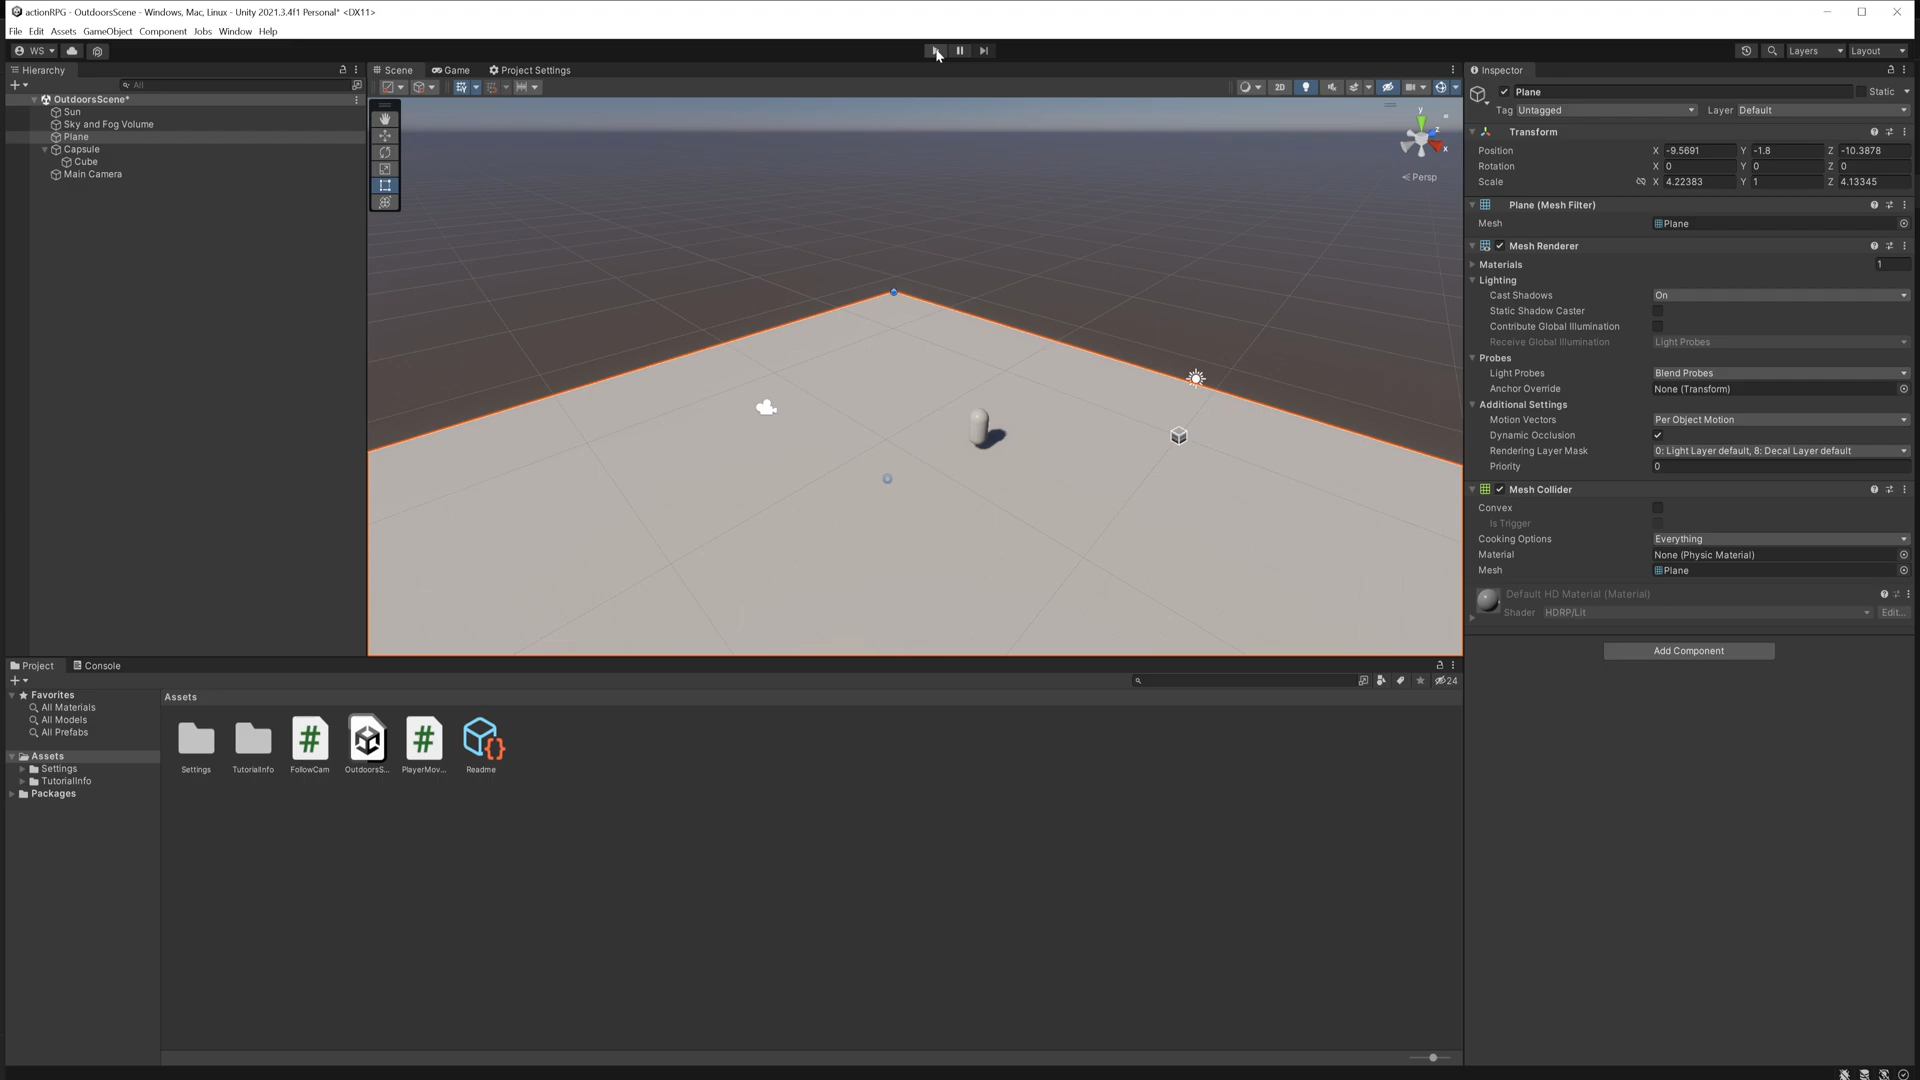 actionRPG - OutdoorsScene - Windows, Mac, Linux - Unity 2021.3.4f1 Personal* <DX11>
File Edit Assets GameObject Component Jobs Window Help
WS
Layers
Layout
Hierarchy
All
OutdoorsScene*
Sun
Sky and Fog Volume
Plane
Capsule
Cube
Main Camera
Scene
Game
Project Settings
2D
y
z
x
Persp
Inspector
Plane
Static
Tag Untagged Layer Default
Transform
Position X -9.5691 Y -1.8 Z -10.3878
Rotation X 0 Y 0 Z 0
Scale X 4.22383 Y 1 Z 4.13345
Plane (Mesh Filter)
Mesh Plane
Mesh Renderer
Materials 1
Lighting
Cast Shadows On
Static Shadow Caster
Contribute Global Illumination
Receive Global Illumination Light Probes
Probes
Light Probes Blend Probes
Anchor Override None (Transform)
Additional Settings
Motion Vectors Per Object Motion
Dynamic Occlusion
Rendering Layer Mask 0: Light Layer default, 8: Decal Layer default
Priority 0
Mesh Collider
Convex
Is Trigger
Cooking Options Everything
Material None (Physic Material)
Mesh Plane
Default HD Material (Material)
Shader HDRP/Lit Edit...
Add Component
Project
Console
24
Favorites
All Materials
All Models
All Prefabs
Assets
Settings
TutorialInfo
Packages
Assets
Settings TutorialInfo FollowCam OutdoorsS... PlayerMov... Readme